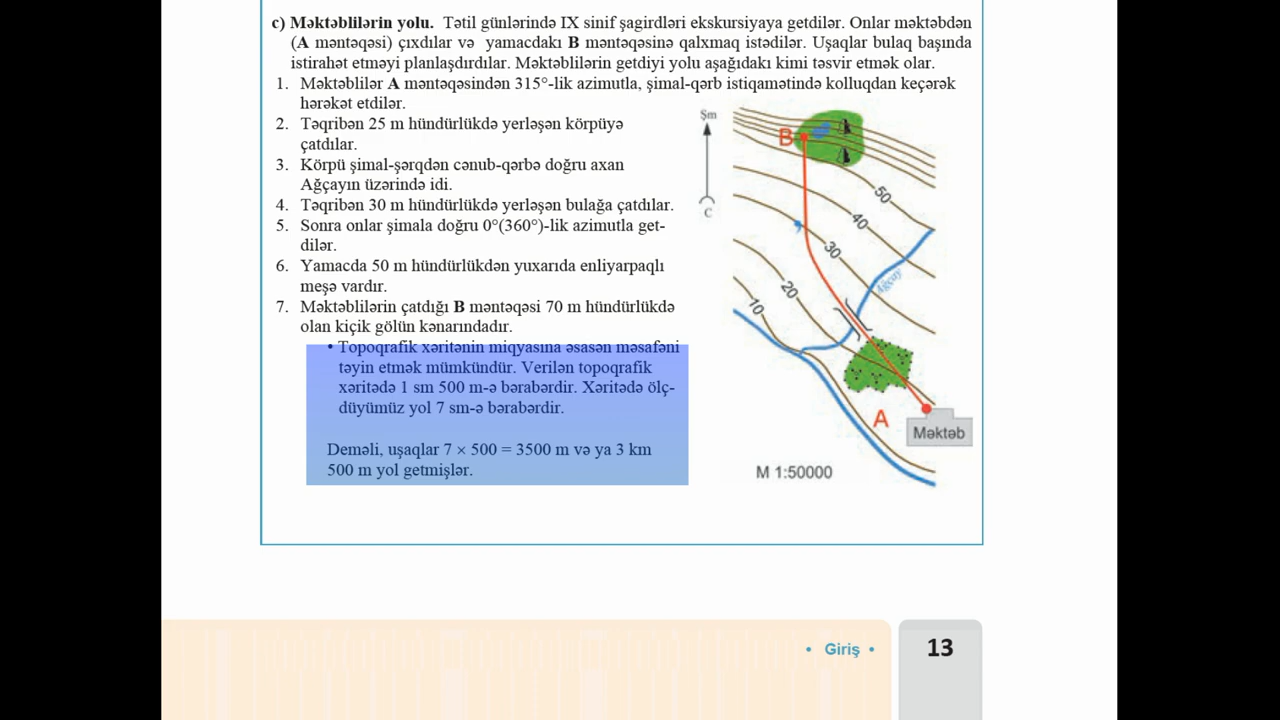 c) Məktəblilərin yolu. Tətil günlərində IX sinif şagirdləri ekskursiyaya getdilər. Onlar məktəbdən
(A məntəqəsi) çıxdılar və yamacdakı B məntəqəsinə qalxmaq istədilər. Uşaqlar bulaq başında
istirahət etməyi planlaşdırdılar. Məktəblilərin getdiyi yolu aşağıdakı kimi təsvir etmək olar.
1. Məktəblilər A məntəqəsindən 315°-lik azimutla, şimal-qərb istiqamətində kolluqdan keçərək
hərəkət etdilər.
2. Təqribən 25 m hündürlükdə yerləşən körpüyə
çatdılar.
3. Körpü şimal-şərqdən cənub-qərbə doğru axan
Ağçayın üzərində idi.
4. Təqribən 30 m hündürlükdə yerləşən bulağa çatdılar.
5. Sonra onlar şimala doğru 0°(360°)-lik azimutla get-
dilər.
6. Yamacda 50 m hündürlükdən yuxarıda enliyarpaqlı
meşə vardır.
7. Məktəblilərin çatdığı B məntəqəsi 70 m hündürlükdə
olan kiçik gölün kənarındadır.
• Topoqrafik xəritənin miqyasına əsasən məsafəni
təyin etmək mümkündür. Verilən topoqrafik
xəritədə 1 sm 500 m-ə bərabərdir. Xəritədə ölç-
düyümüz yol 7 sm-ə bərabərdir.
Deməli, uşaqlar 7 × 500 = 3500 m və ya 3 km
500 m yol getmişlər.
Şm
C
B
50
40
30
20
10
Ağçay
A
Məktəb
M 1:50000
• Giriş •
13